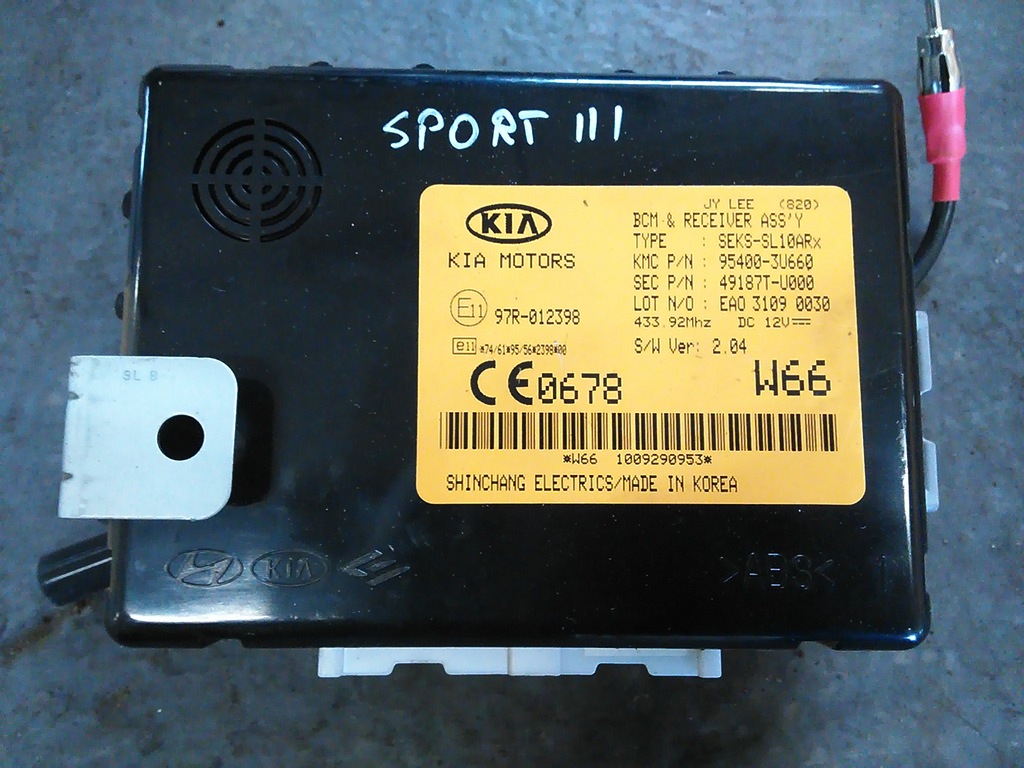 SPORT III
JY LEE (820)
KIA
KIA MOTORS
BCM & RECEIVER ASS'Y
TYPE : SEKS-SL10ARx
KMC P/N : 95400-3U660
SEC P/N : 49187T-U000
LOT N/O : EAO 3109 0030
433.92Mhz DC 12V
S/W Ver: 2.04
E11 97R-012398
e11 *74/61*95/56*2398*00
CE0678
W66
*W66 1009290953*
SHINCHANG ELECTRICS/MADE IN KOREA
SL B
KIA
>ABS<